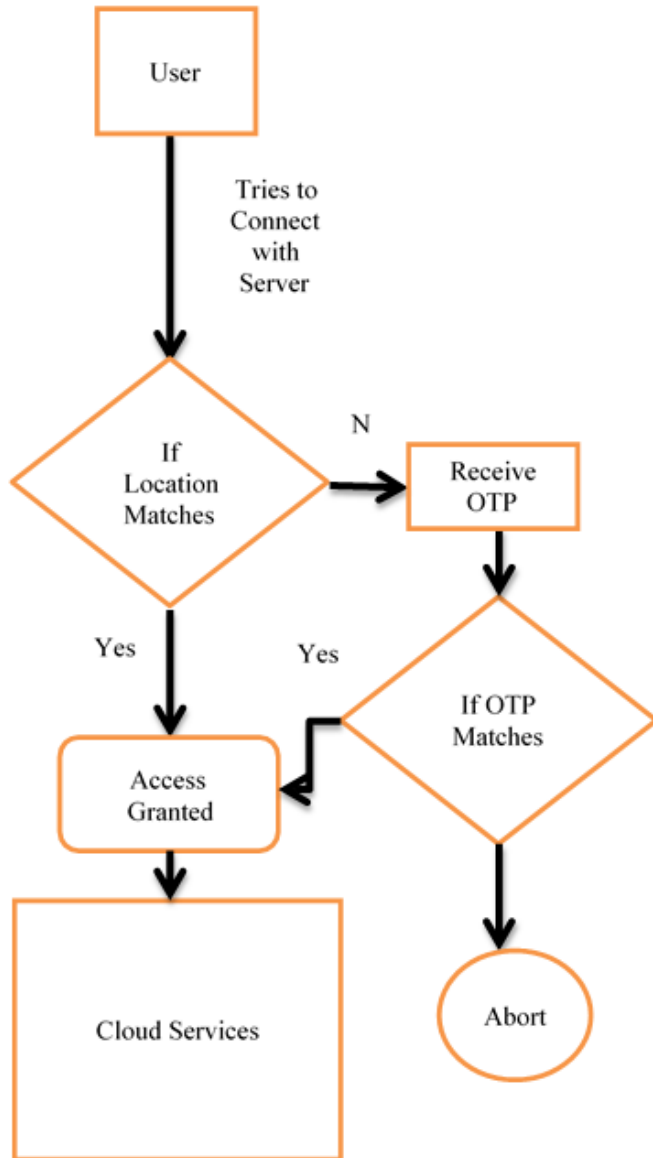 User
Tries to
Connect
with
Server
If
Location
Matches
N
Receive
OTP
Yes
Yes
If OTP
Matches
Access
Granted
Cloud Services
Abort